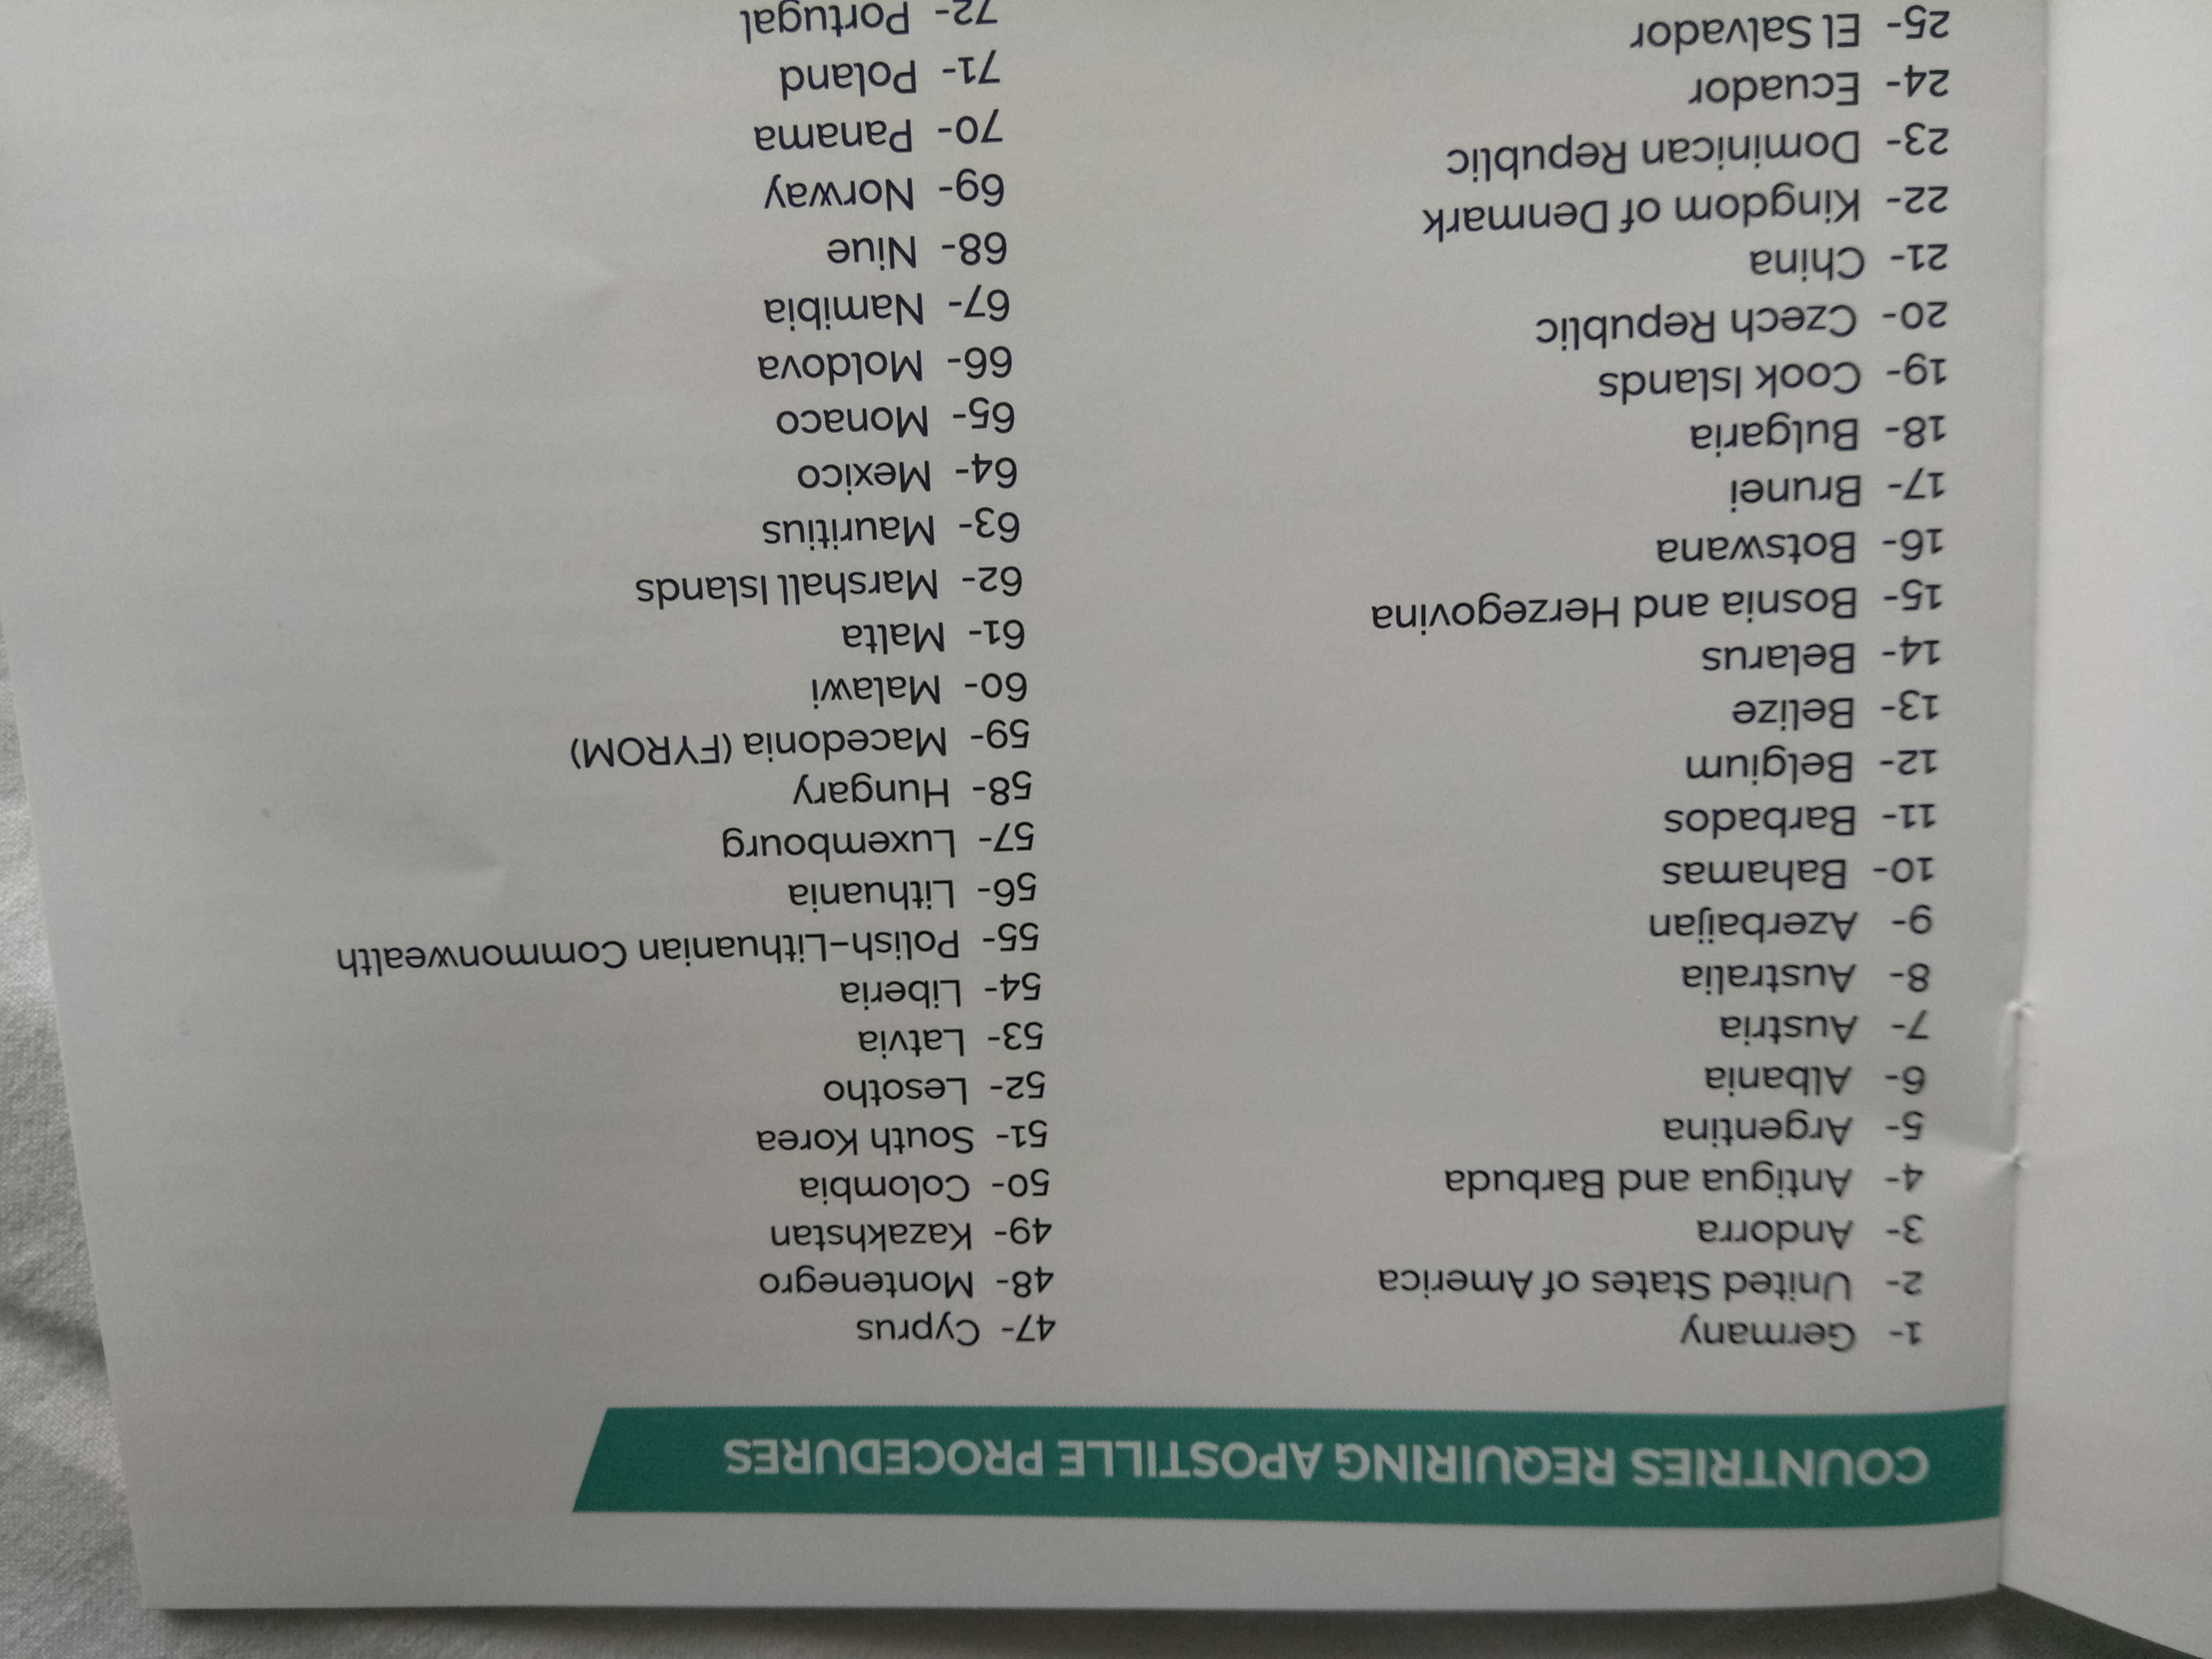 COUNTRIES REQUIRING APOSTILLE PROCEDURES
1- Germany
2- United States of America
3- Andorra
4- Antigua and Barbuda
5- Argentina
6- Albania
7- Austria
8- Australia
9- Azerbaijan
10- Bahamas
11- Barbados
12- Belgium
13- Belize
14- Belarus
15- Bosnia and Herzegovina
16- Botswana
17- Brunei
18- Bulgaria
19- Cook Islands
20- Czech Republic
21- China
22- Kingdom of Denmark
23- Dominican Republic
24- Ecuador
25- El Salvador
47- Cyprus
48- Montenegro
49- Kazakhstan
50- Colombia
51- South Korea
52- Lesotho
53- Latvia
54- Liberia
55- Polish-Lithuanian Commonwealth
56- Lithuania
57- Luxembourg
58- Hungary
59- Macedonia (FYROM)
60- Malawi
61- Malta
62- Marshall Islands
63- Mauritius
64- Mexico
65- Monaco
66- Moldova
67- Namibia
68- Niue
69- Norway
70- Panama
71- Poland
72- Portugal